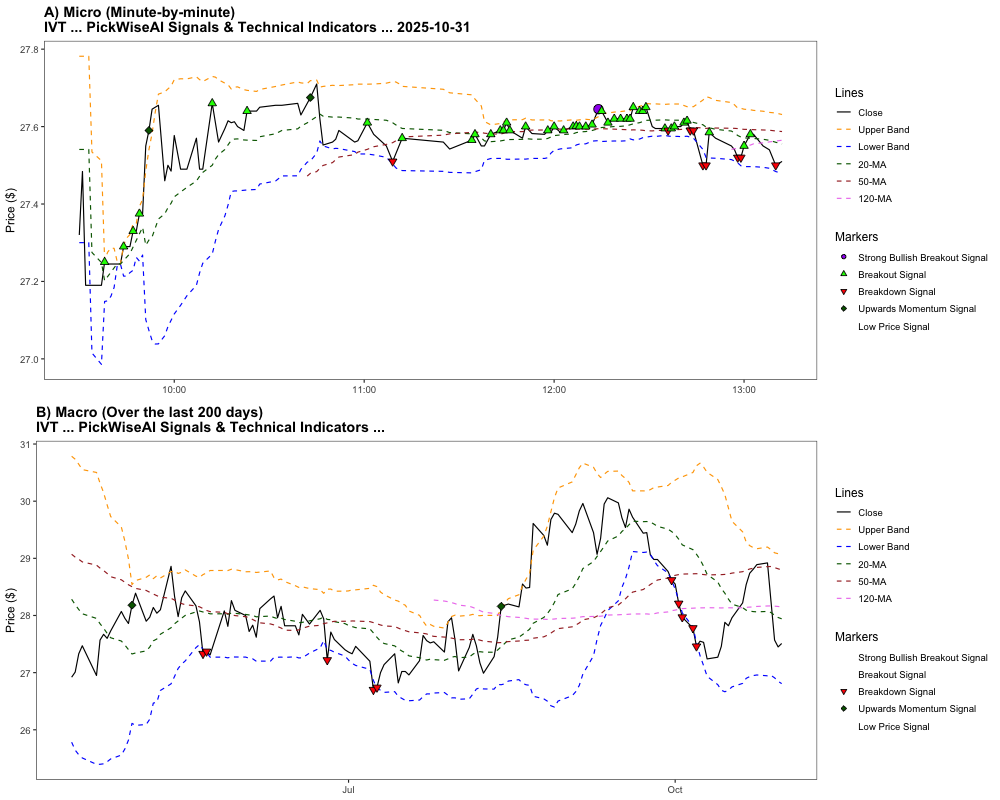 A) Micro (Minute-by-minute)
IVT ... PickWiseAI Signals & Technical Indicators ... 2025-10-31
27.8
27.6
27.4
27.2
27.0
Price ($)
10:00
11:00
12:00
13:00
Lines
Close
Upper Band
Lower Band
20-MA
50-MA
120-MA
Markers
Strong Bullish Breakout Signal
Breakout Signal
Breakdown Signal
Upwards Momentum Signal
Low Price Signal
B) Macro (Over the last 200 days)
IVT ... PickWiseAI Signals & Technical Indicators ...
31
30
29
28
27
26
Price ($)
Jul
Oct
Lines
Close
Upper Band
Lower Band
20-MA
50-MA
120-MA
Markers
Strong Bullish Breakout Signal
Breakout Signal
Breakdown Signal
Upwards Momentum Signal
Low Price Signal